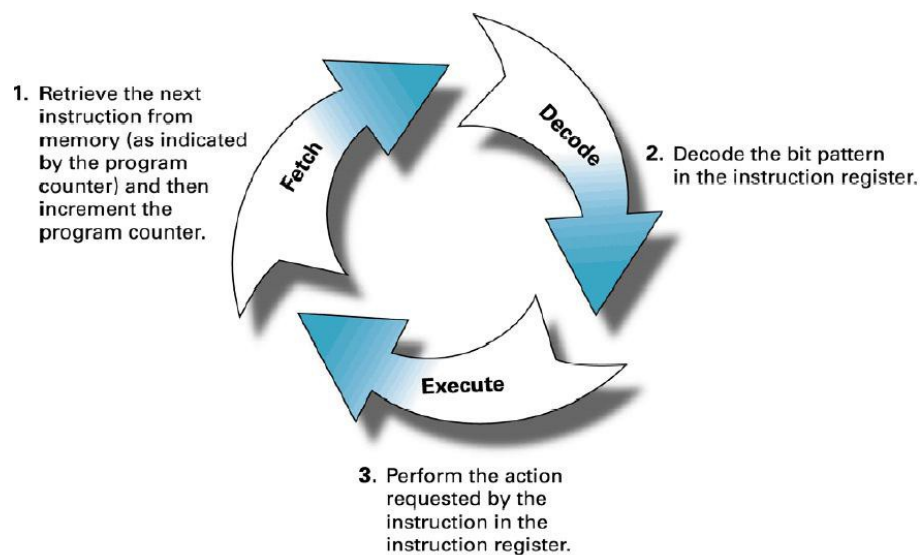 1. Retrieve the next
instruction from
memory (as indicated
by the program
counter) and then
increment the
program counter.
Fetch
Decode
2. Decode the bit pattern
in the instruction register.
Execute
3. Perform the action
requested by the
instruction in the
instruction register.